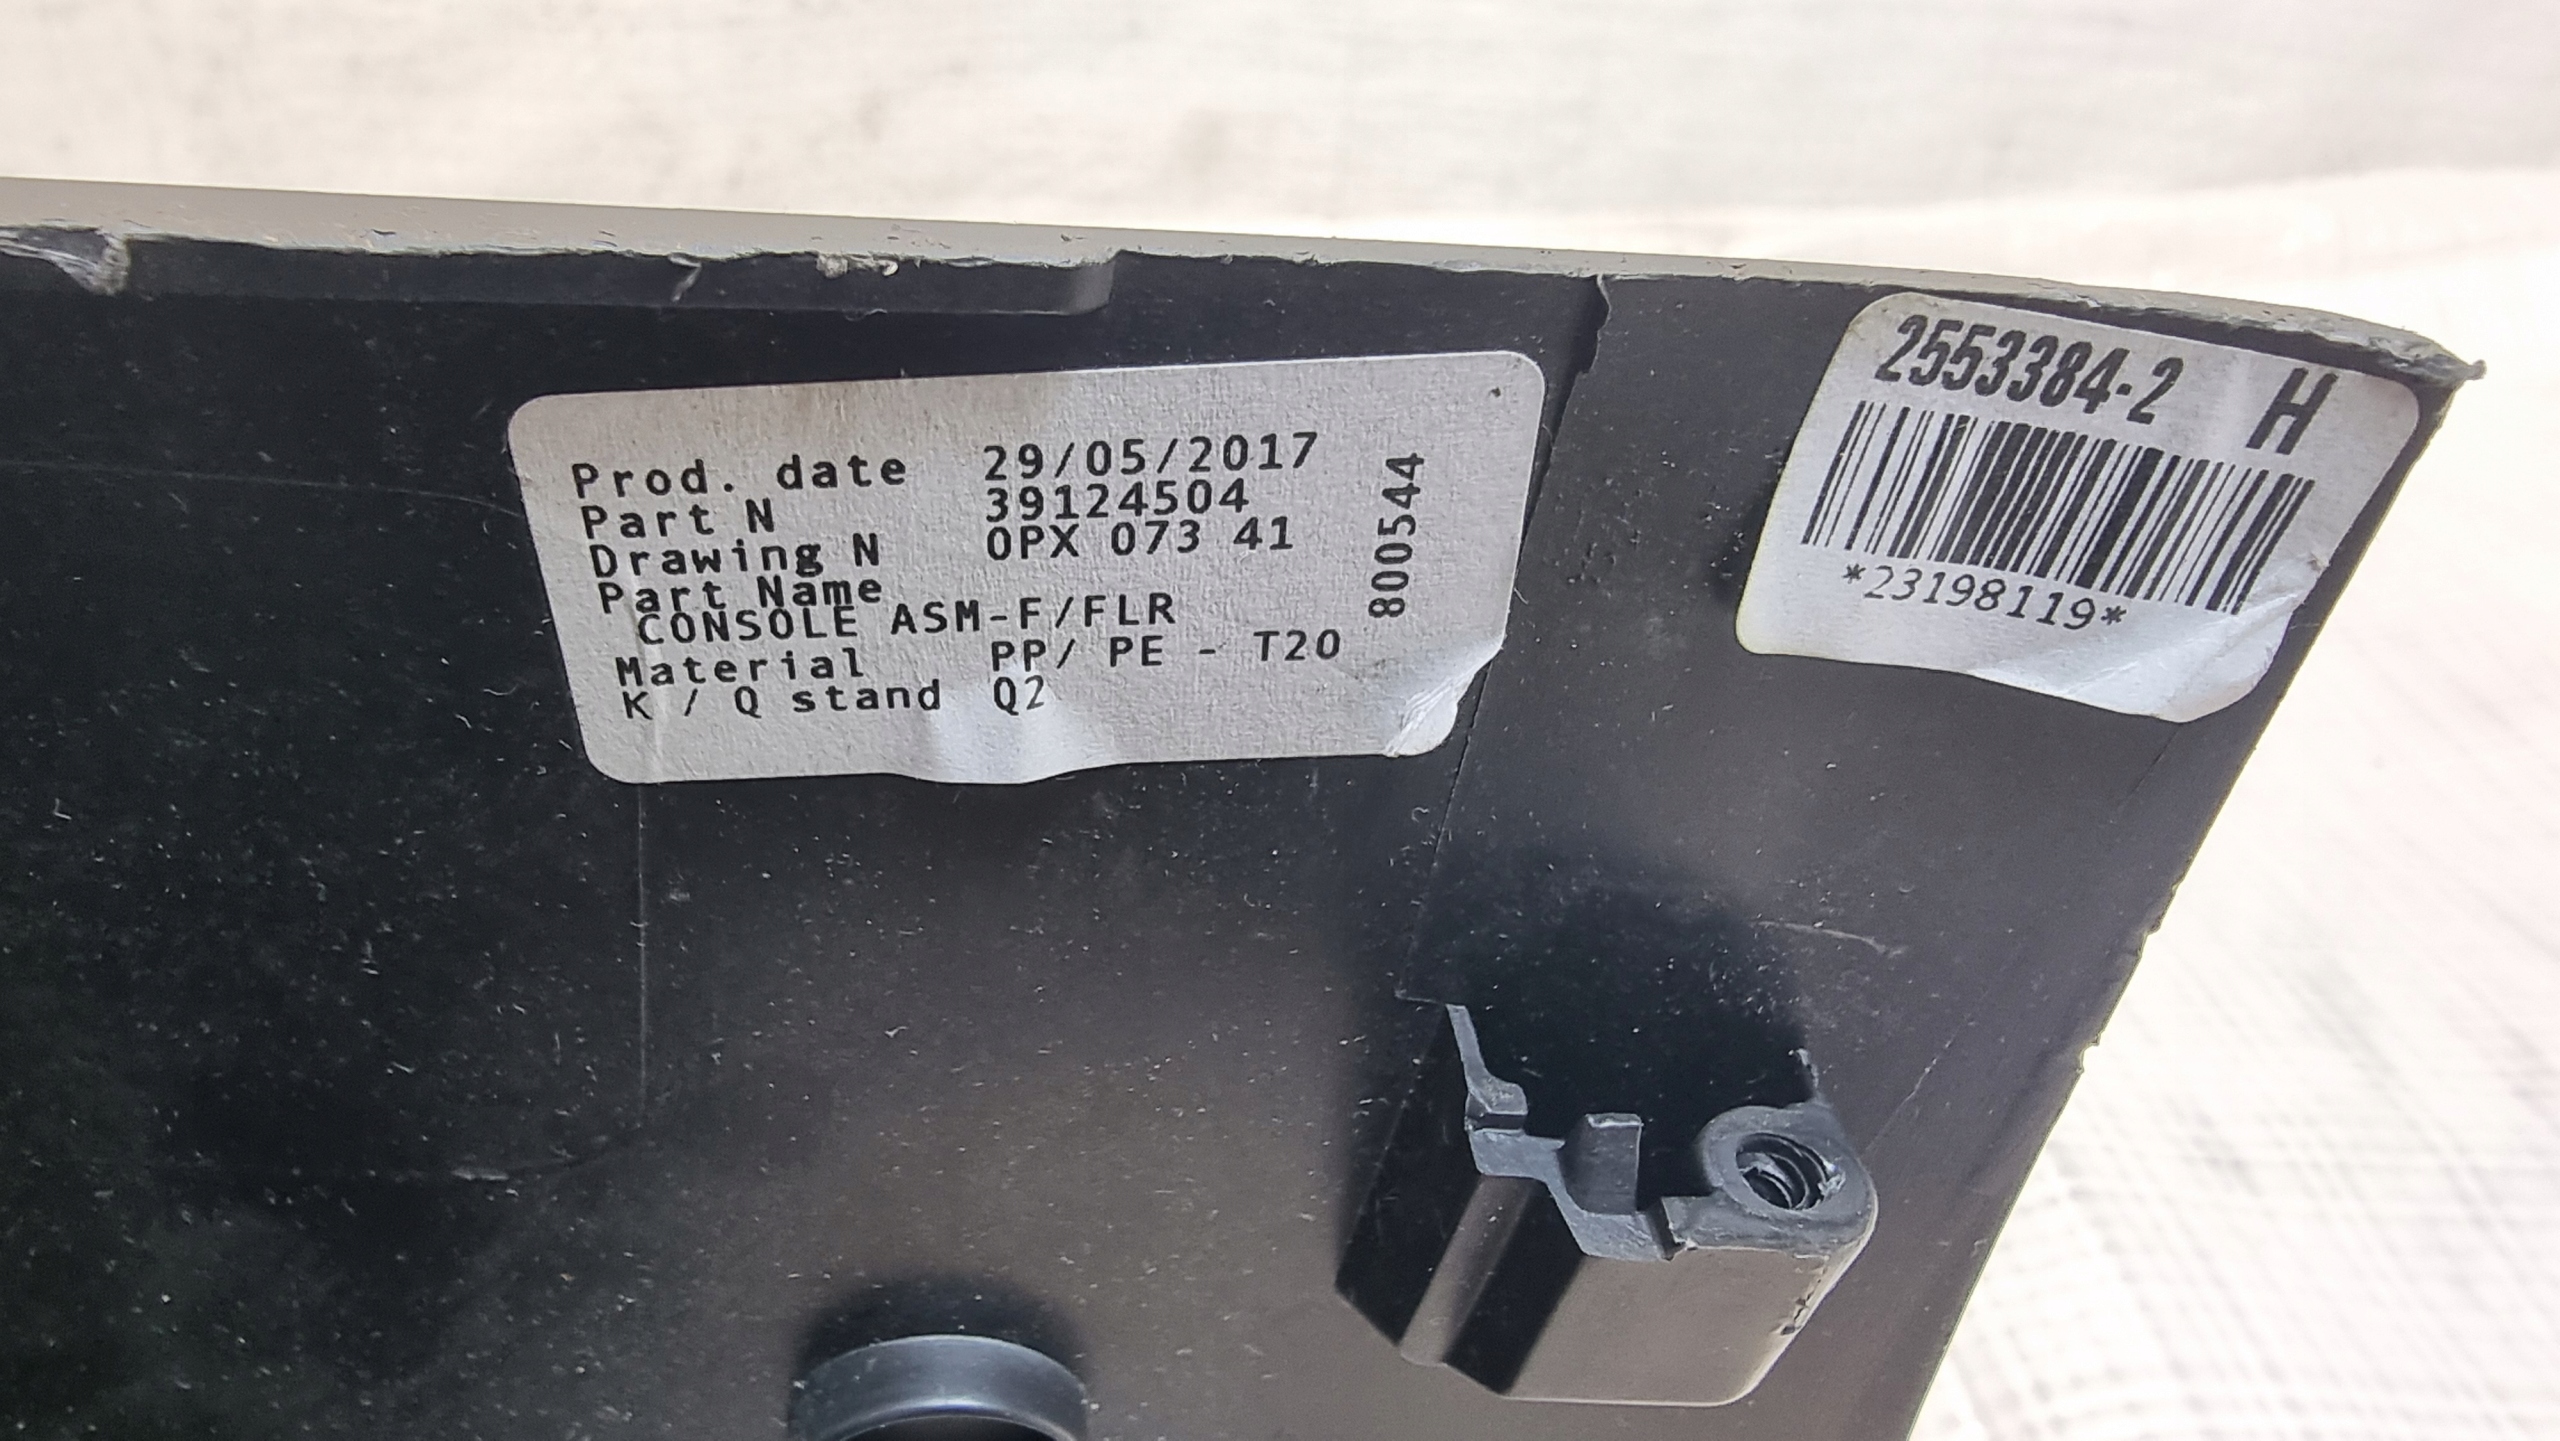 Prod. date 29/05/2017
Part N 39124504
Drawing N 0PX 073 41
Part Name
CONSOLE ASM-F/FLR
Material PP/ PE - T20
K / Q stand Q2
800544
2553384-2 H
*23198119*